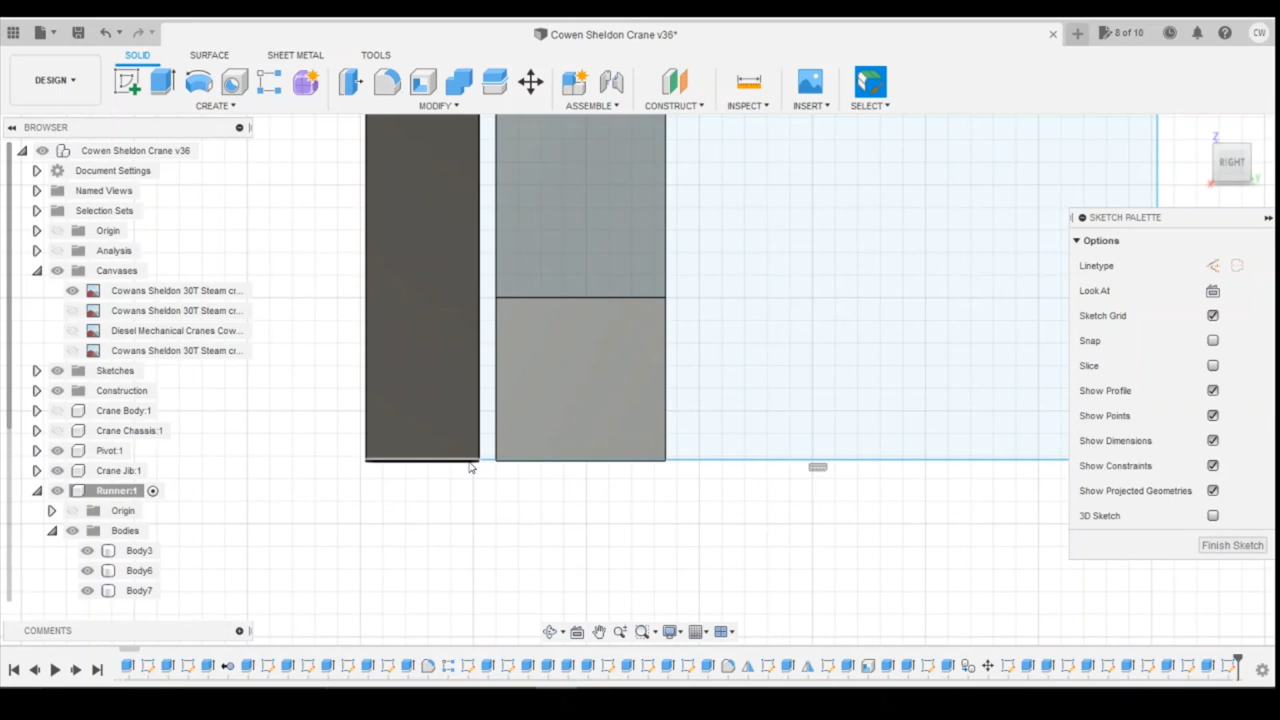 Cowen Sheldon Crane v36*
8 of 10
CW
DESIGN
SOLID
SURFACE
SHEET METAL
TOOLS
CREATE
MODIFY
ASSEMBLE
CONSTRUCT
INSPECT
INSERT
SELECT
BROWSER
Cowen Sheldon Crane v36
Document Settings
Named Views
Selection Sets
Origin
Analysis
Canvases
Cowans Sheldon 30T Steam cr...
Cowans Sheldon 30T Steam cr...
Diesel Mechanical Cranes Cow...
Cowans Sheldon 30T Steam cr...
Sketches
Construction
Crane Body:1
Crane Chassis:1
Pivot:1
Crane Jib:1
Runner:1
Origin
Bodies
Body3
Body6
Body7
COMMENTS
Z
RIGHT
X
Y
SKETCH PALETTE
Options
Linetype
Look At
Sketch Grid
Snap
Slice
Show Profile
Show Points
Show Dimensions
Show Constraints
Show Projected Geometries
3D Sketch
Finish Sketch